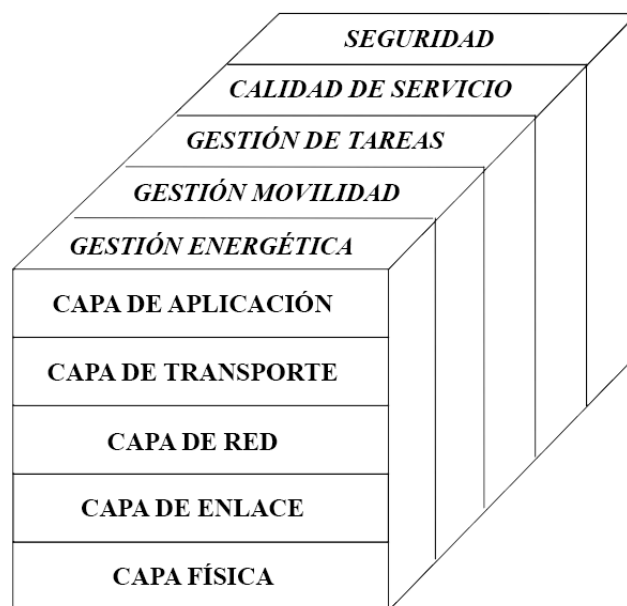 SEGURIDAD
CALIDAD DE SERVICIO
GESTIÓN DE TAREAS
GESTIÓN MOVILIDAD
GESTIÓN ENERGÉTICA
CAPA DE APLICACIÓN
CAPA DE TRANSPORTE
CAPA DE RED
CAPA DE ENLACE
CAPA FÍSICA